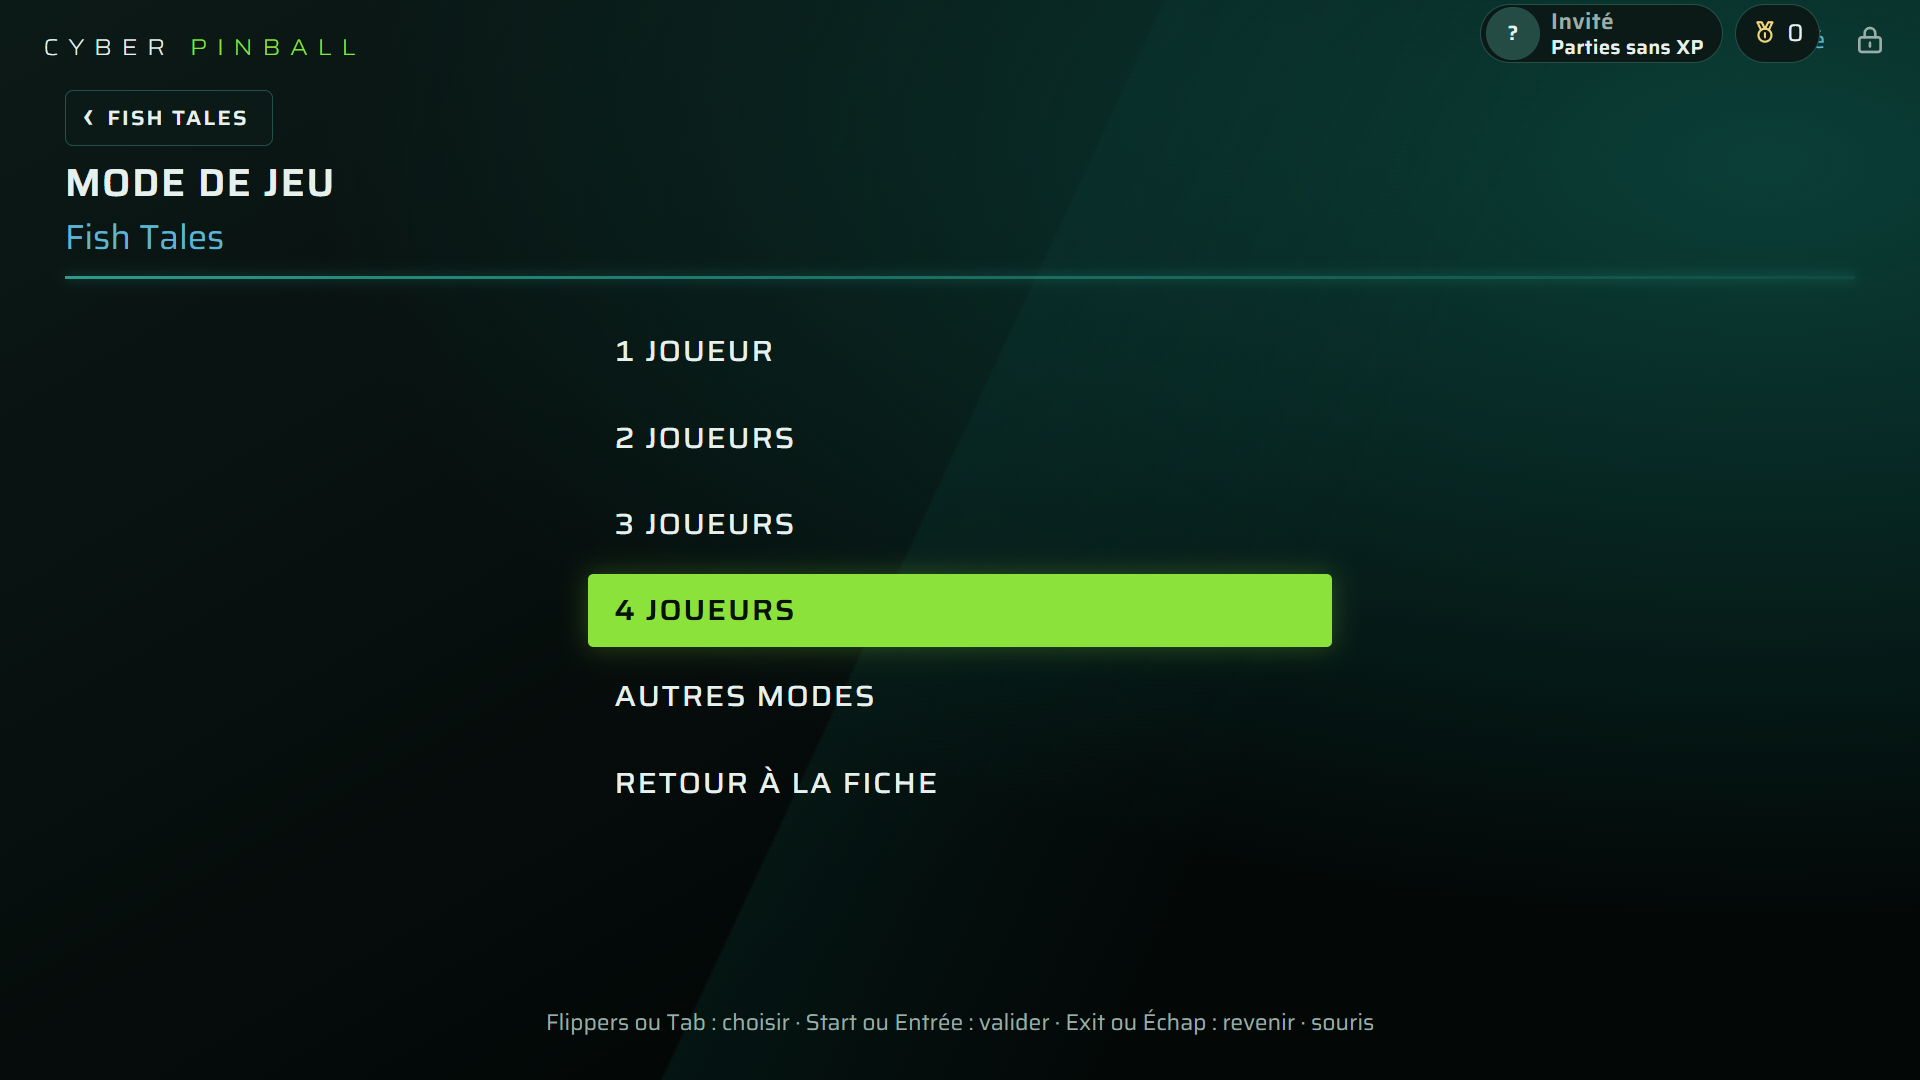 CYBER PINBALL
?
Invité
Parties sans XP
0
‹ FISH TALES
MODE DE JEU
Fish Tales
1 JOUEUR
2 JOUEURS
3 JOUEURS
4 JOUEURS
AUTRES MODES
RETOUR À LA FICHE
Flippers ou Tab : choisir · Start ou Entrée : valider · Exit ou Échap : revenir · souris